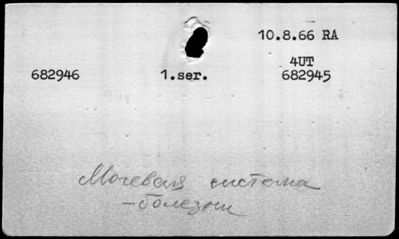 10.8.66 RA
4UT
682946 1.ser. 682945
Мочевая система
-болезни